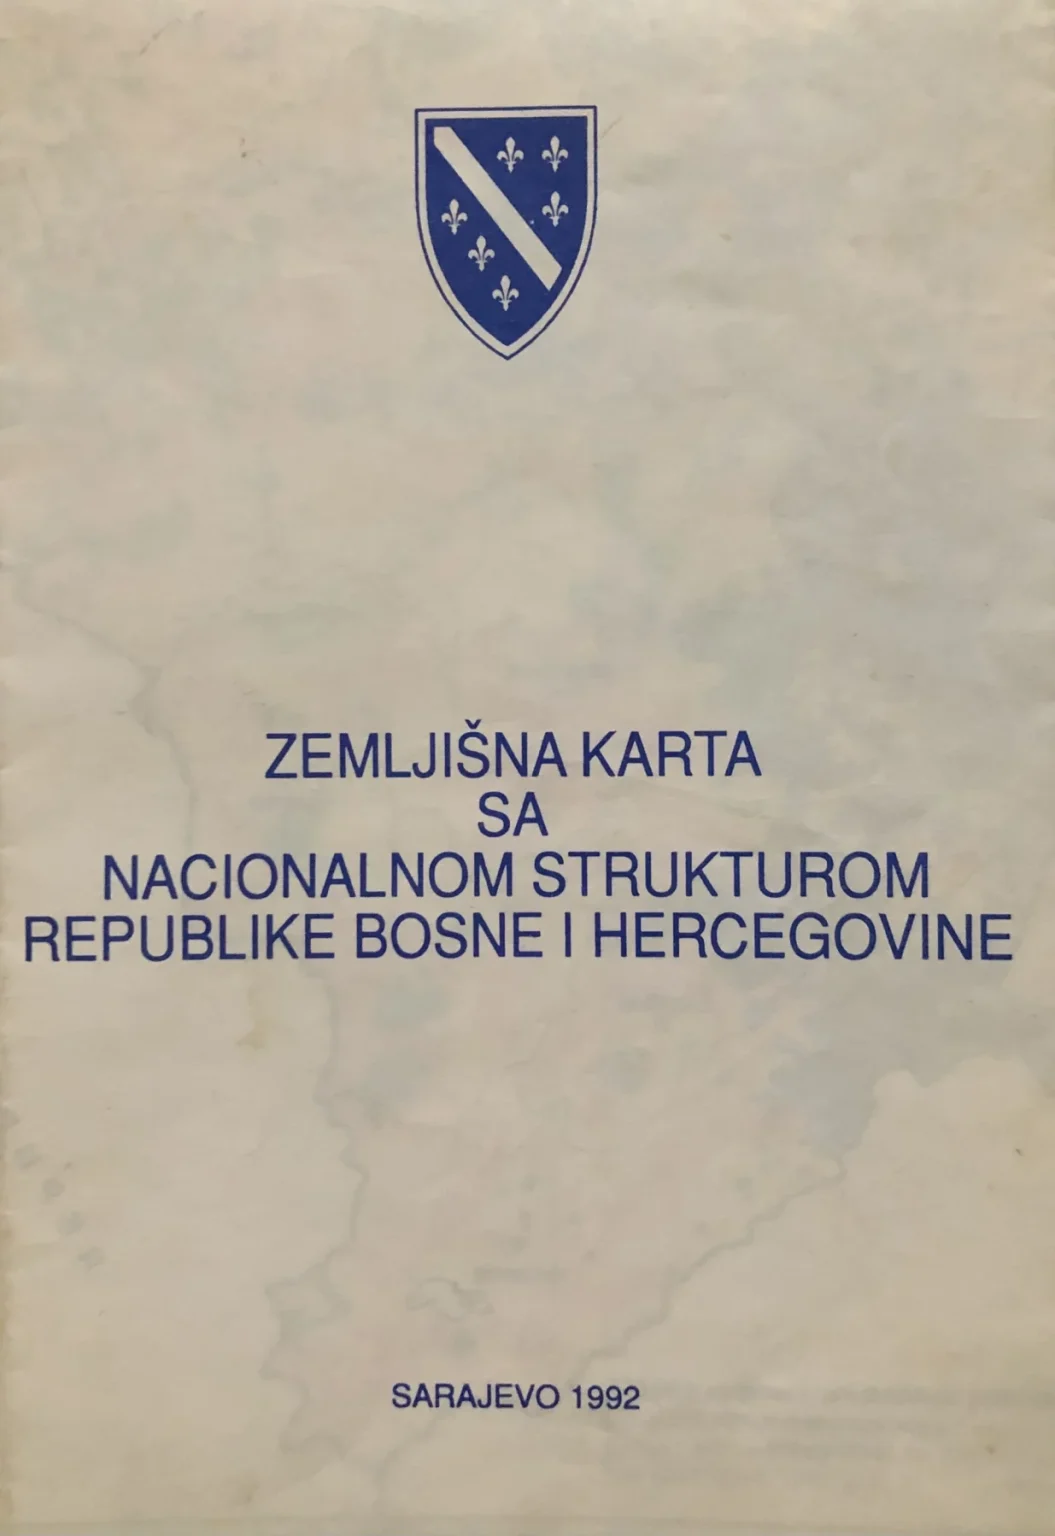 ZEMLJIŠNA KARTA
SA
NACIONALNOM STRUKTUROM
REPUBLIKE BOSNE I HERCEGOVINE
SARAJEVO 1992